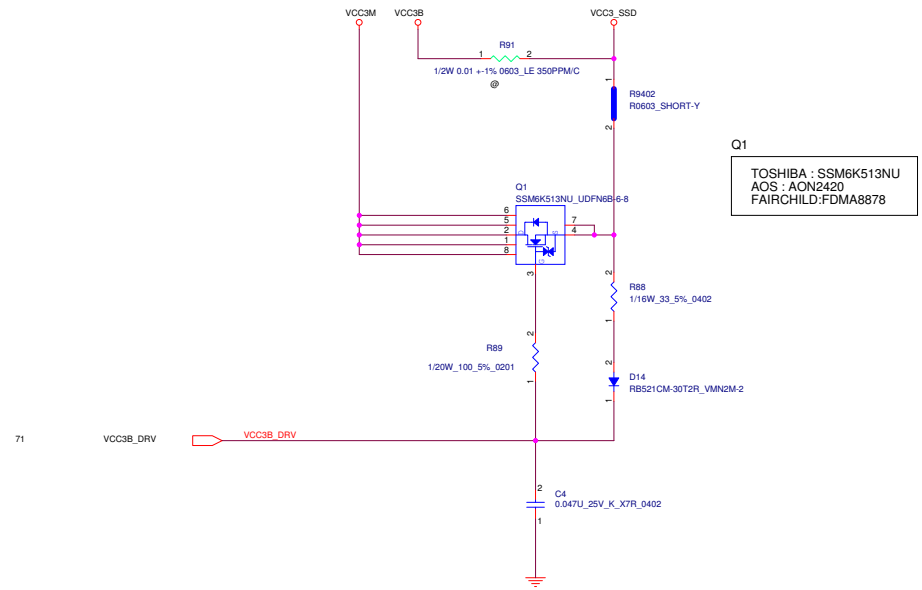 VCC3M
VCC3B
VCC3_SSD
R91
1
2
1/2W 0.01 +-1% 0603_LE 350PPM/C
@
1
R9402
R0603_SHORT-Y
2
Q1
TOSHIBA : SSM6K513NU
AOS : AON2420
FAIRCHILD:FDMA8878
Q1
SSM6K513NU_UDFN6B-6-8
6
5
2
1
8
7
4
D
S
G
3
2
R88
1/16W_33_5%_0402
1
2
R89
1/20W_100_5%_0201
1
2
D14
RB521CM-30T2R_VMN2M-2
1
71
VCC3B_DRV
VCC3B_DRV
2
C4
0.047U_25V_K_X7R_0402
1